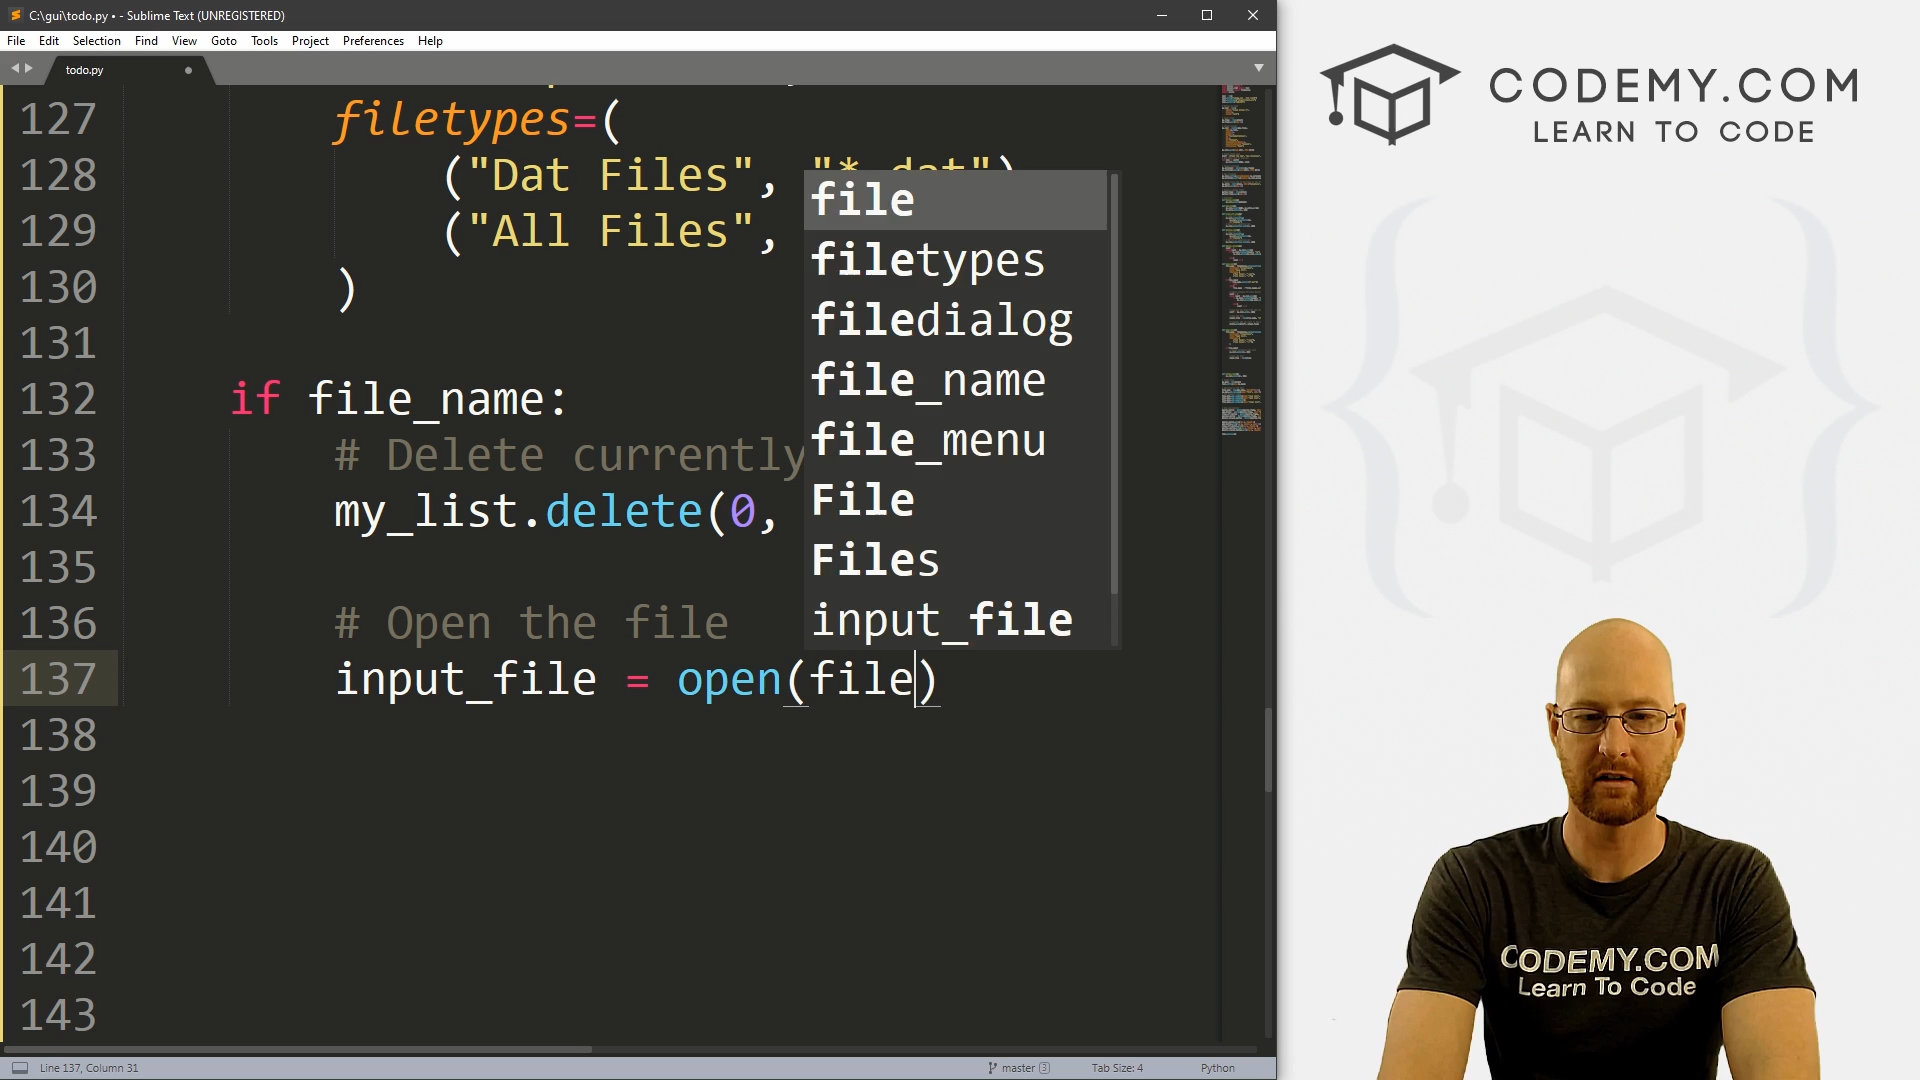 C:\gui\todo.py • - Sublime Text (UNREGISTERED)
File Edit Selection Find View Goto Tools Project Preferences Help
todo.py
127 filetypes=(
128 ("Dat Files", "*.dat")
129 ("All Files",
130 )
131
132 if file_name:
133 # Delete currently
134 my_list.delete(0,
135
136 # Open the file
137 input_file = open(file)
138
139
140
141
142
143
file
filetypes
filedialog
file_name
file_menu
File
Files
input_file
Line 137, Column 31 master 3 Tab Size: 4 Python
CODEMY.COM
LEARN TO CODE
CODEMY.COM
Learn To Code